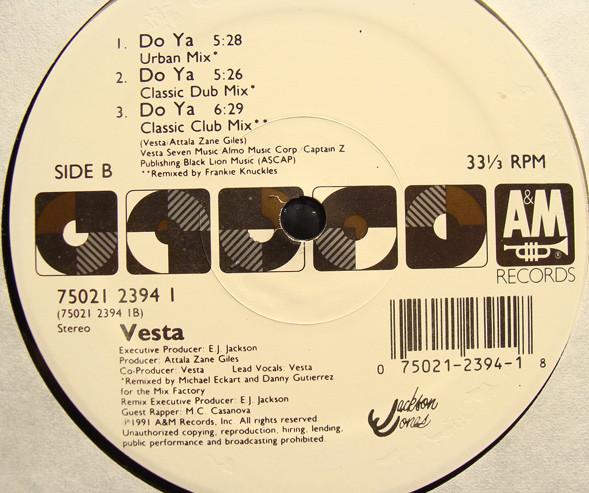 1. Do Ya 5:28
Urban Mix*
2. Do Ya 5:26
Classic Dub Mix*
3. Do Ya 6:29
Classic Club Mix**
(Vesta/Attala Zane Giles)
Vesta Seven Music Almo Music Corp /Captain Z
Publishing Black Lion Music (ASCAP)
**Remixed by Frankie Knuckles
SIDE B
33⅓ RPM
A&M
®
RECORDS
75021 2394 1
(75021 2394 1B)
Stereo
Vesta
Executive Producer: E.J. Jackson
Producer: Attala Zane Giles
Co-Producer: Vesta Lead Vocals: Vesta
*Remixed by Michael Eckart and Danny Gutierrez
for the Mix Factory
Remix Executive Producer: E.J. Jackson
Guest Rapper: M.C. Casanova
℗1991 A&M Records, Inc. All rights reserved.
Unauthorized copying, reproduction, hiring, lending,
public performance and broadcasting prohibited.
0 75021-2394-1 8
Jackson
Jones